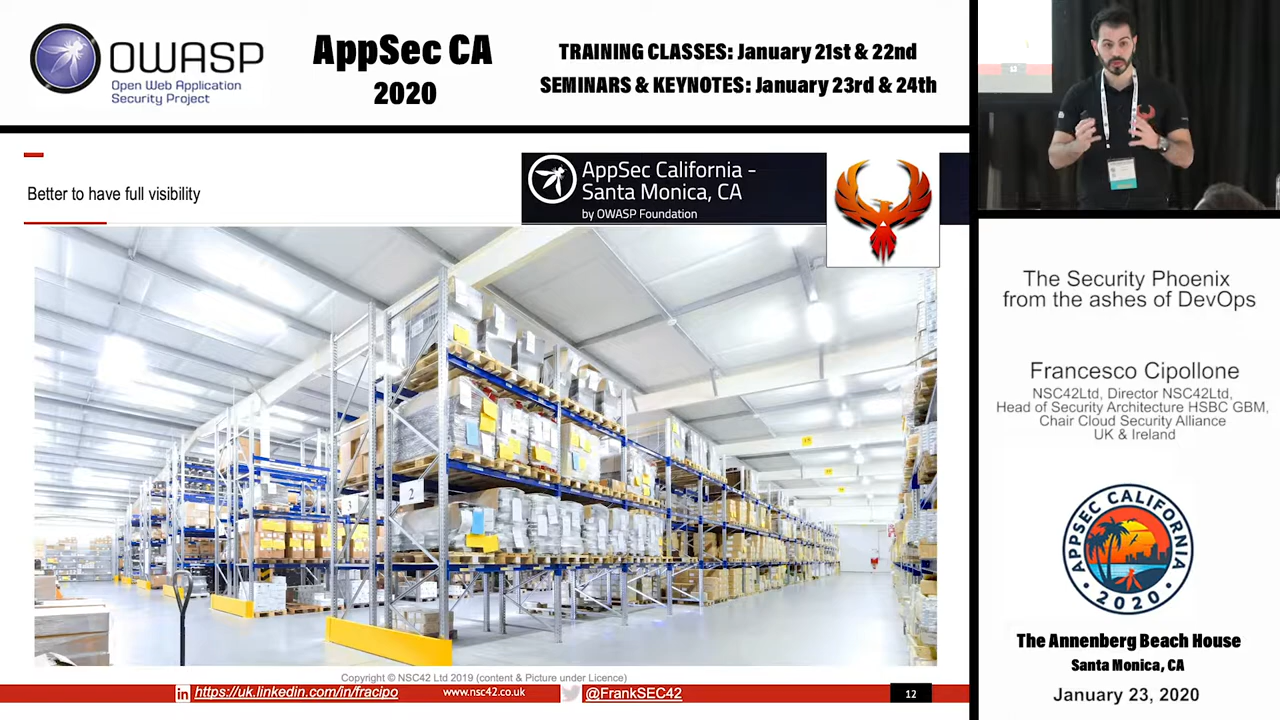 OWASP
Open Web Application
Security Project
AppSec CA
2020
TRAINING CLASSES: January 21st & 22nd
SEMINARS & KEYNOTES: January 23rd & 24th
Better to have full visibility
AppSec California -
Santa Monica, CA
by OWASP Foundation
2
Copyright © NSC42 Ltd 2019 (content & Picture under Licence)
in https://uk.linkedin.com/in/fracipo
www.nsc42.co.uk
@FrankSEC42
12
The Security Phoenix
from the ashes of DevOps
Francesco Cipollone
NSC42Ltd, Director NSC42Ltd,
Head of Security Architecture HSBC GBM,
Chair Cloud Security Alliance
UK & Ireland
APPSEC CALIFORNIA
• 2020 •
The Annenberg Beach House
Santa Monica, CA
January 23, 2020